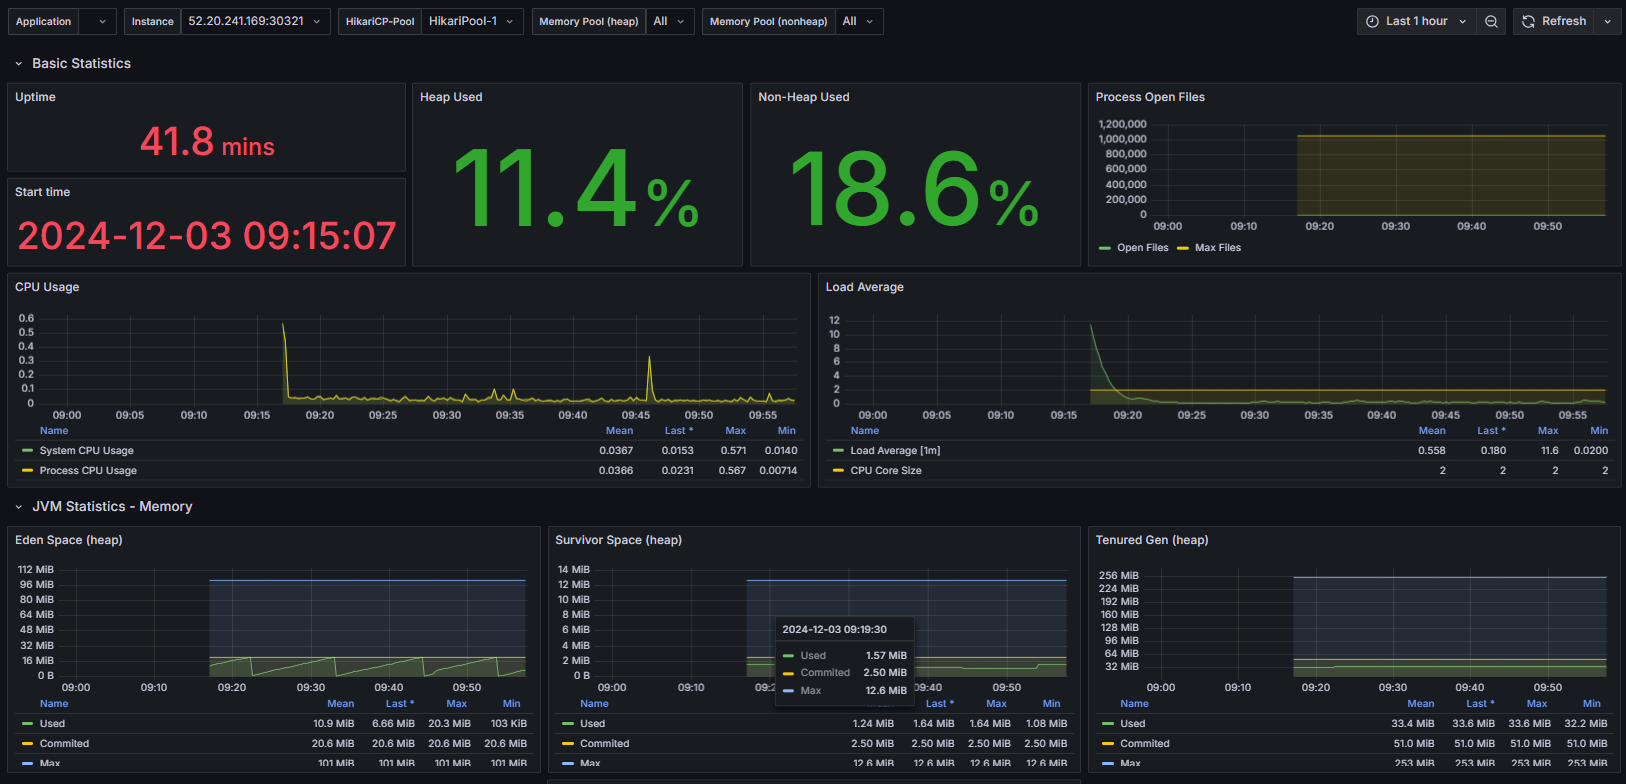 Application Instance 52.20.241.169:30321 HikariCP-Pool HikariPool-1 Memory Pool (heap) All Memory Pool (nonheap) All Last 1 hour Refresh
Basic Statistics
Uptime
41.8 mins
Start time
2024-12-03 09:15:07
Heap Used
11.4%
Non-Heap Used
18.6%
Process Open Files
1,200,000
1,000,000
800,000
600,000
400,000
200,000
0
09:00 09:10 09:20 09:30 09:40 09:50
Open Files Max Files
CPU Usage
0.6
0.5
0.4
0.3
0.2
0.1
0
09:00 09:05 09:10 09:15 09:20 09:25 09:30 09:35 09:40 09:45 09:50 09:55
Name Mean Last * Max Min
System CPU Usage 0.0367 0.0153 0.571 0.0140
Process CPU Usage 0.0366 0.0231 0.567 0.00714
Load Average
12
10
8
6
4
2
0
09:00 09:05 09:10 09:15 09:20 09:25 09:30 09:35 09:40 09:45 09:50 09:55
Name Mean Last * Max Min
Load Average [1m] 0.558 0.180 11.6 0.0200
CPU Core Size 2 2 2 2
JVM Statistics - Memory
Eden Space (heap)
112 MiB
96 MiB
80 MiB
64 MiB
48 MiB
32 MiB
16 MiB
0 B
09:00 09:10 09:20 09:30 09:40 09:50
Name Mean Last * Max Min
Used 10.9 MiB 6.66 MiB 20.3 MiB 103 KiB
Commited 20.6 MiB 20.6 MiB 20.6 MiB 20.6 MiB
Max 101 MiB 101 MiB 101 MiB 101 MiB
Survivor Space (heap)
14 MiB
12 MiB
10 MiB
8 MiB
6 MiB
4 MiB
2 MiB
0 B
2024-12-03 09:19:30
Used 1.57 MiB
Commited 2.50 MiB
Max 12.6 MiB
09:00 09:10 09:40 09:50
Name Last * Max Min
Used 1.24 MiB 1.64 MiB 1.64 MiB 1.08 MiB
Commited 2.50 MiB 2.50 MiB 2.50 MiB 2.50 MiB
Max 12.6 MiB 12.6 MiB 12.6 MiB 12.6 MiB
Tenured Gen (heap)
256 MiB
224 MiB
192 MiB
160 MiB
128 MiB
96 MiB
64 MiB
32 MiB
09:00 09:10 09:20 09:30 09:40 09:50
Name Mean Last * Max Min
Used 33.4 MiB 33.6 MiB 33.6 MiB 32.2 MiB
Commited 51.0 MiB 51.0 MiB 51.0 MiB 51.0 MiB
Max 253 MiB 253 MiB 253 MiB 253 MiB